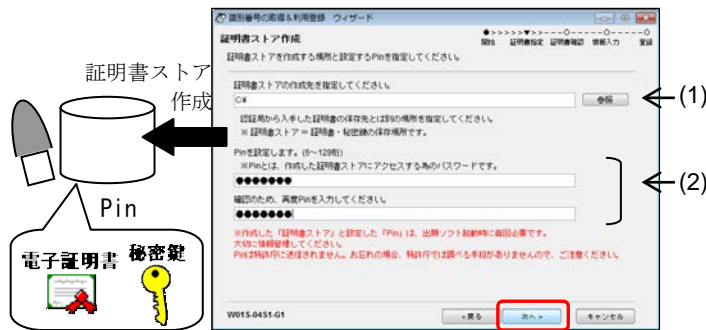 識別番号の取得&利用登録 ウィザード
証明書ストア作成
●>>>>>▼>>---○-----○-----○
開始 証明書指定 証明書確認 情報入力 登録
証明書ストアを作成する場所と設定するPinを指定してください。
証明書ストアの作成先を指定してください。
C¥
参照
(1)
認証局から入手した証明書の保存先とは別の場所を指定してください。
※ 証明書ストア = 証明書・秘密鍵の保存場所です。
Pinを設定します。(6～128桁)
※Pinとは、作成した証明書ストアにアクセスする為のパスワードです。
●●●●●●●
(2)
確認のため、再度Pinを入力してください。
●●●●●●●
※作成した「証明書ストア」と設定した「Pin」は、出願ソフト起動時に毎回必要です。
大切に情報管理してください。
Pinは特許庁に送信されません。お忘れの場合、特許庁では調べる手段がありませんので、ご注意ください。
W01S-04S1-G1
<戻る
次へ >
キャンセル
証明書ストア
作成
Pin
電子証明書
秘密鍵